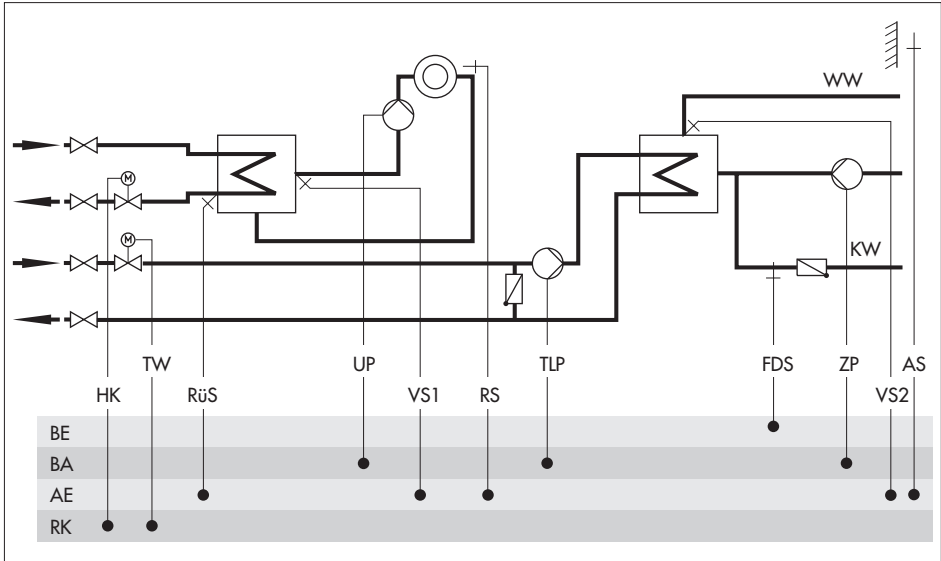 WW
M
M
KW
TW UP TLP FDS ZP AS
HK RüS VS1 RS VS2
BE
BA
AE
RK